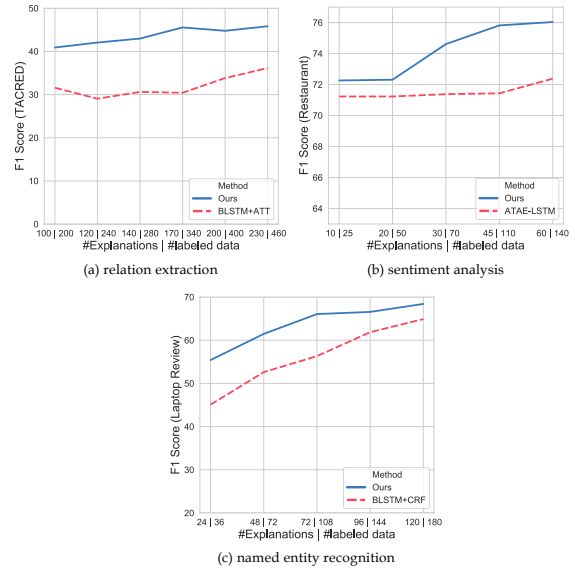 50
40
30
20
10
0
F1 Score (TACRED)
Method
Ours
BLSTM+ATT
100 | 200 120 | 240 140 | 280 170 | 340 200 | 400 230 | 460
#Explanations | #labeled data
(a) relation extraction
76
74
72
70
68
66
64
F1 Score (Restaurant)
Method
Ours
ATAE-LSTM
10 | 25 20 | 50 30 | 70 45 | 110 60 | 140
#Explanations | #labeled data
(b) sentiment analysis
70
60
50
40
30
20
F1 Score (Laptop Review)
Method
Ours
BLSTM+CRF
24 | 36 48 | 72 72 | 108 96 | 144 120 | 180
#Explanations | #labeled data
(c) named entity recognition